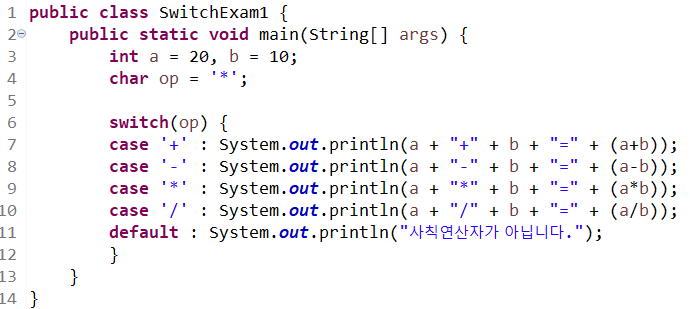 1 public class SwitchExam1 {
2 public static void main(String[] args) {
3 int a = 20, b = 10;
4 char op = '*';
5
6 switch(op) {
7 case '+' : System.out.println(a + "+" + b + "=" + (a+b));
8 case '-' : System.out.println(a + "-" + b + "=" + (a-b));
9 case '*' : System.out.println(a + "*" + b + "=" + (a*b));
10 case '/' : System.out.println(a + "/" + b + "=" + (a/b));
11 default : System.out.println("사칙연산자가 아닙니다.");
12 }
13 }
14 }